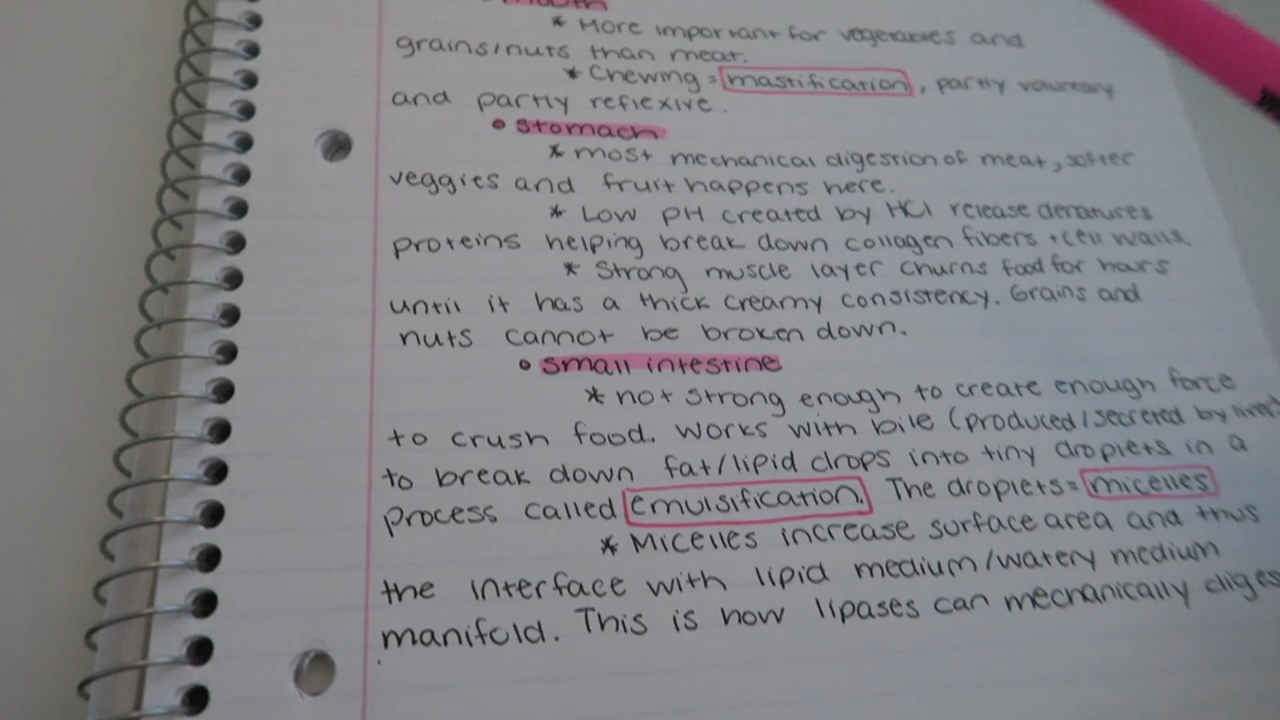 mouth
* More important for vegetables and
grains/nuts than meat.
* Chewing = mastification, partly voluntary
and partly reflexive.
• stomach
* most mechanical digestion of meat, softer
veggies and fruit happens here.
* Low pH created by HCl release denatures
proteins helping break down collagen fibers + cell walls.
* Strong muscle layer churns food for hours
until it has a thick creamy consistency. Grains and
nuts cannot be broken down.
• small intestine
* not strong enough to create enough force
to crush food. Works with bile (produced/secreted by liver)
to break down fat/lipid drops into tiny droplets in a
process called emulsification. The droplets = micelles
* Micelles increase surface area and thus
the interface with lipid medium/watery medium
manifold. This is how lipases can mechanically diges